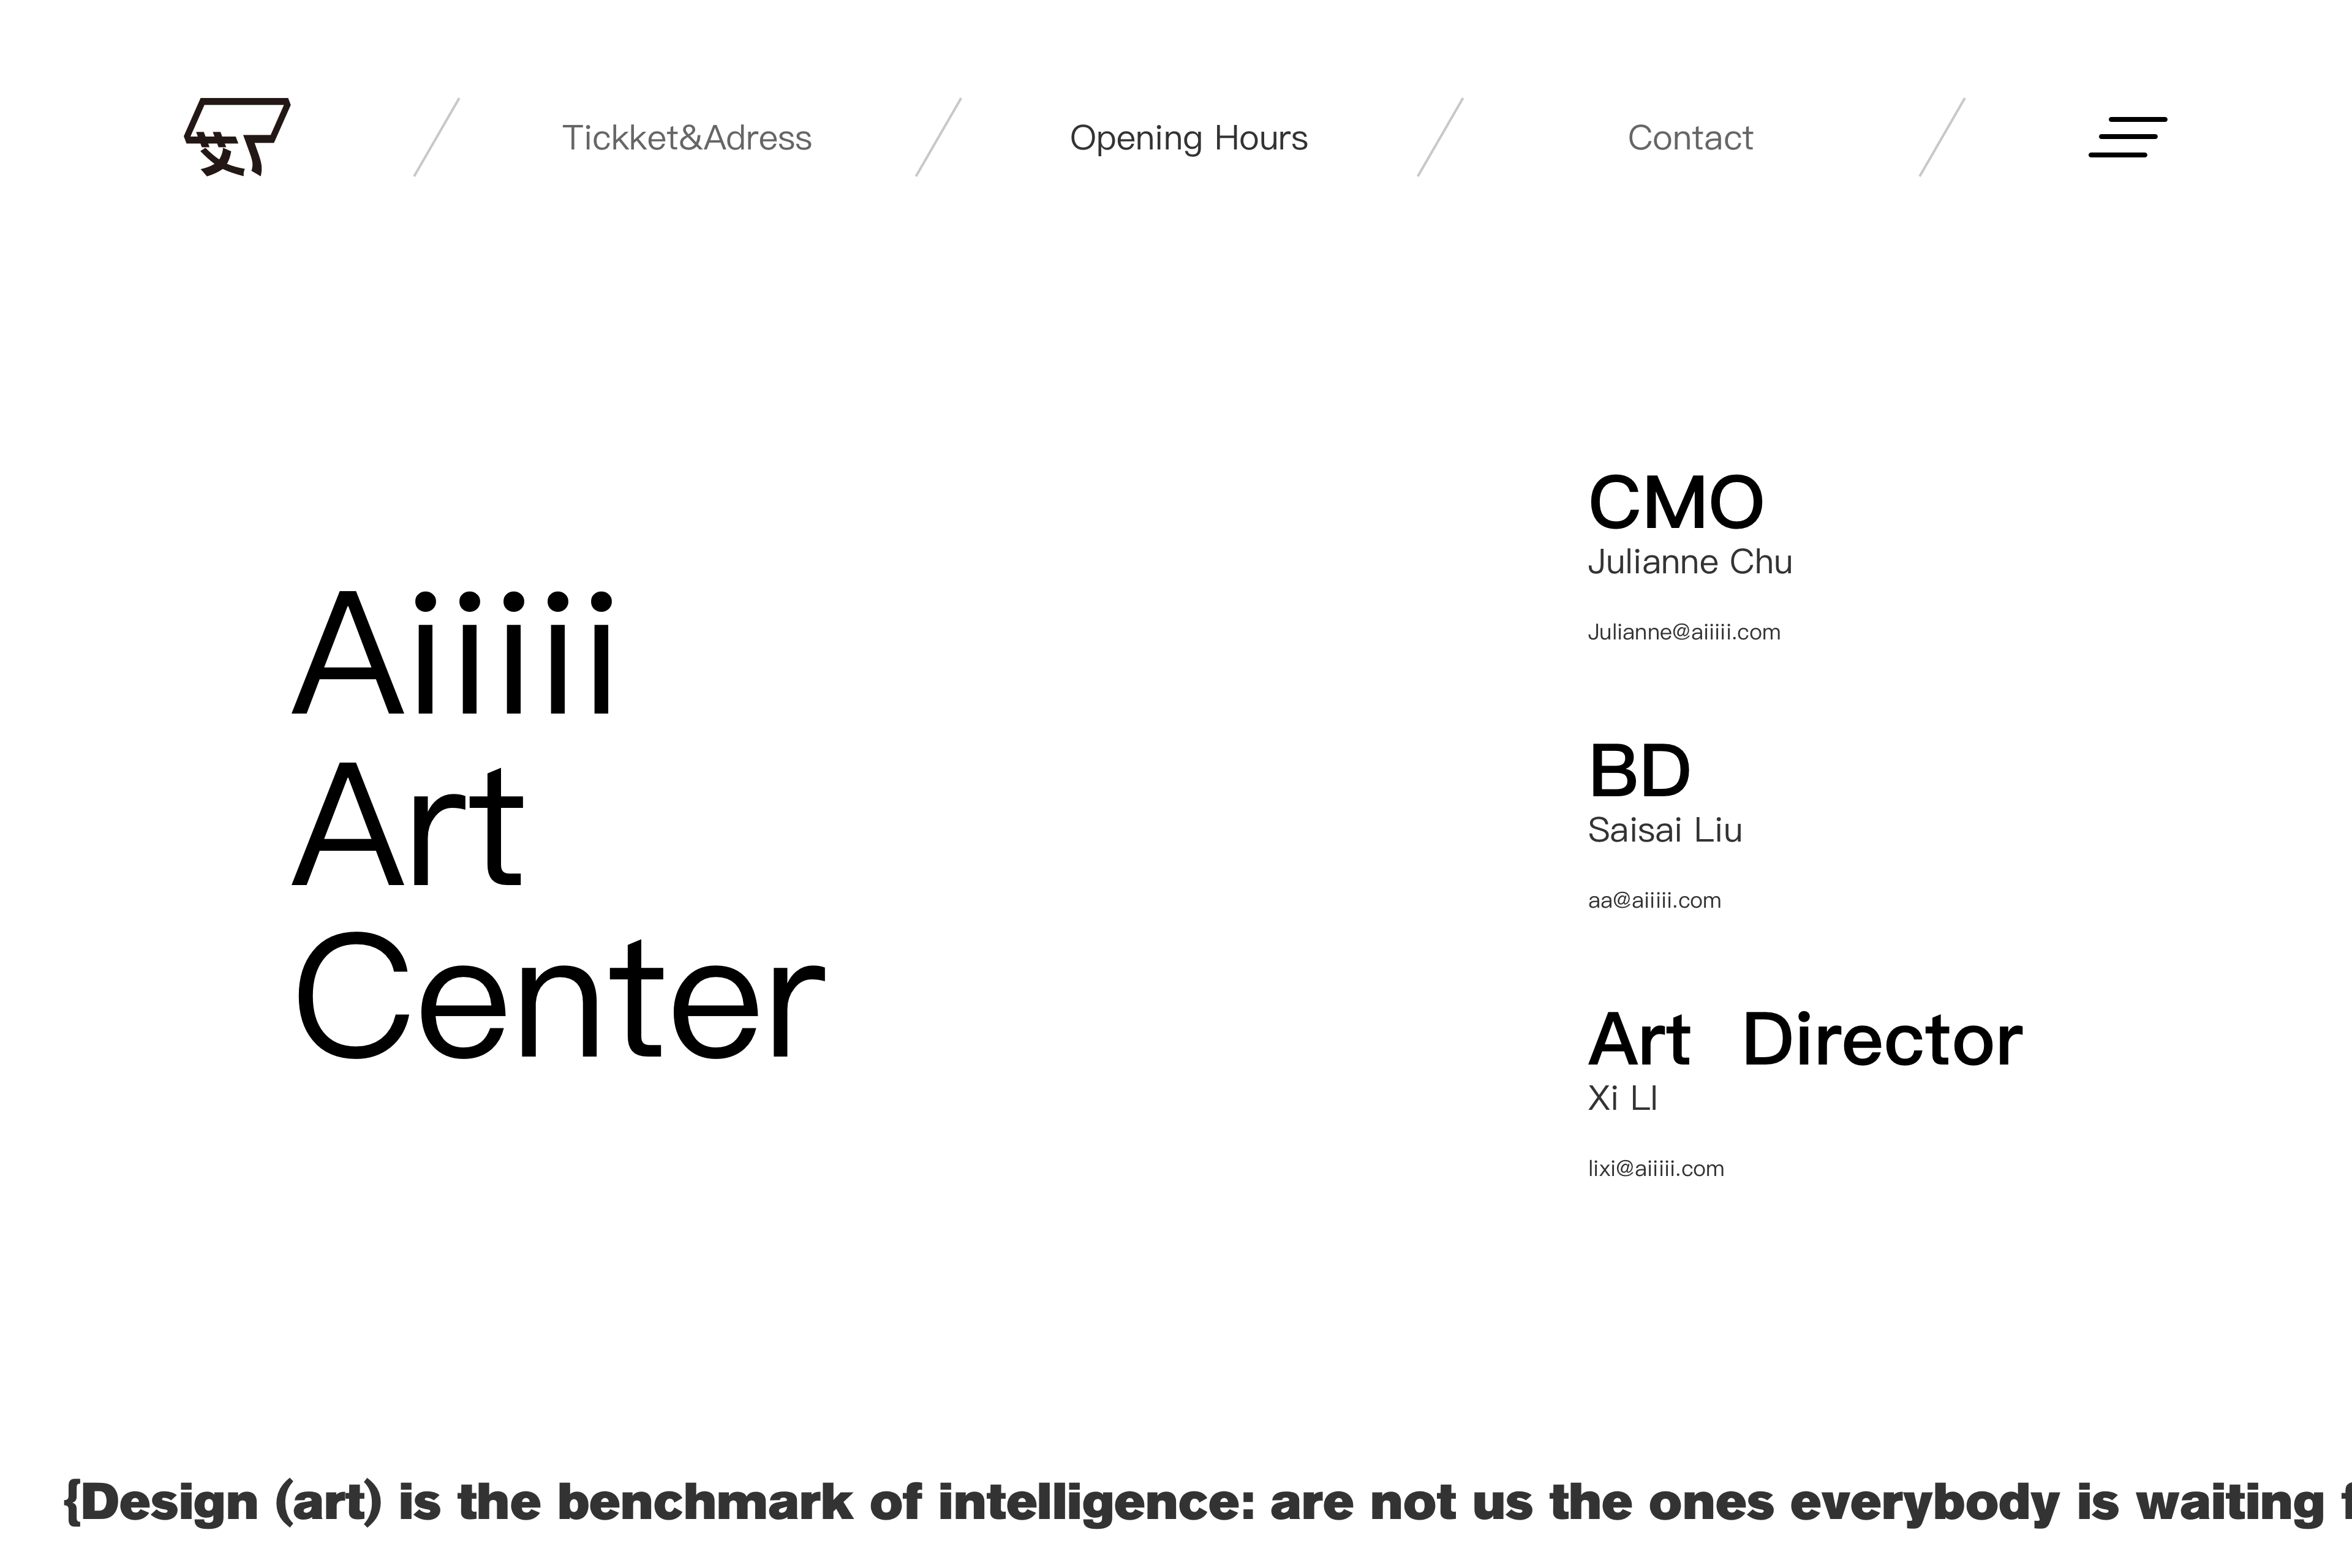 Tickket&Adress
Opening Hours
Contact
Aiiiii
Art
Center
CMO
Julianne Chu
Julianne@aiiiii.com
BD
Saisai Liu
aa@aiiiii.com
Art Director
Xi LI
lixi@aiiiii.com
{Design (art) is the benchmark of intelligence: are not us the ones everybody is waiting